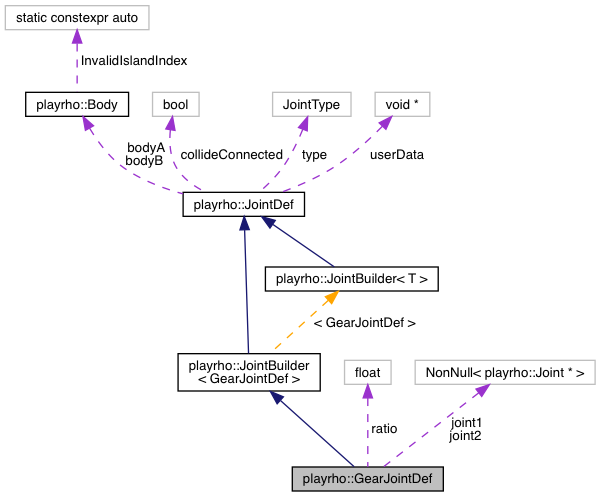 static constexpr auto
InvalidIslandIndex
playrho::Body
bool
JointType
void *
bodyA
bodyB
collideConnected
type
userData
playrho::JointDef
playrho::JointBuilder< T >
< GearJointDef >
playrho::JointBuilder
< GearJointDef >
float
NonNull< playrho::Joint * >
ratio
joint1
joint2
playrho::GearJointDef